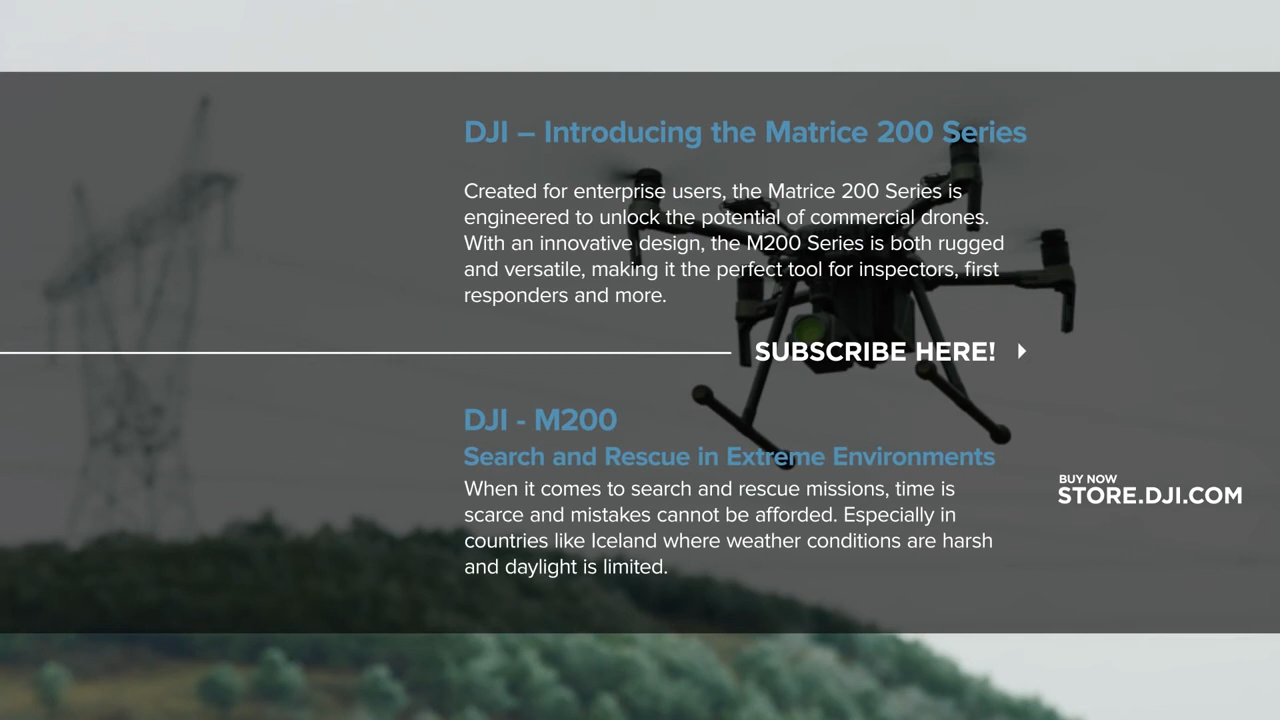 DJI – Introducing the Matrice 200 Series
Created for enterprise users, the Matrice 200 Series is
engineered to unlock the potential of commercial drones.
With an innovative design, the M200 Series is both rugged
and versatile, making it the perfect tool for inspectors, first
responders and more.
SUBSCRIBE HERE!
DJI - M200
Search and Rescue in Extreme Environments
When it comes to search and rescue missions, time is
scarce and mistakes cannot be afforded. Especially in
countries like Iceland where weather conditions are harsh
and daylight is limited.
BUY NOW
STORE.DJI.COM